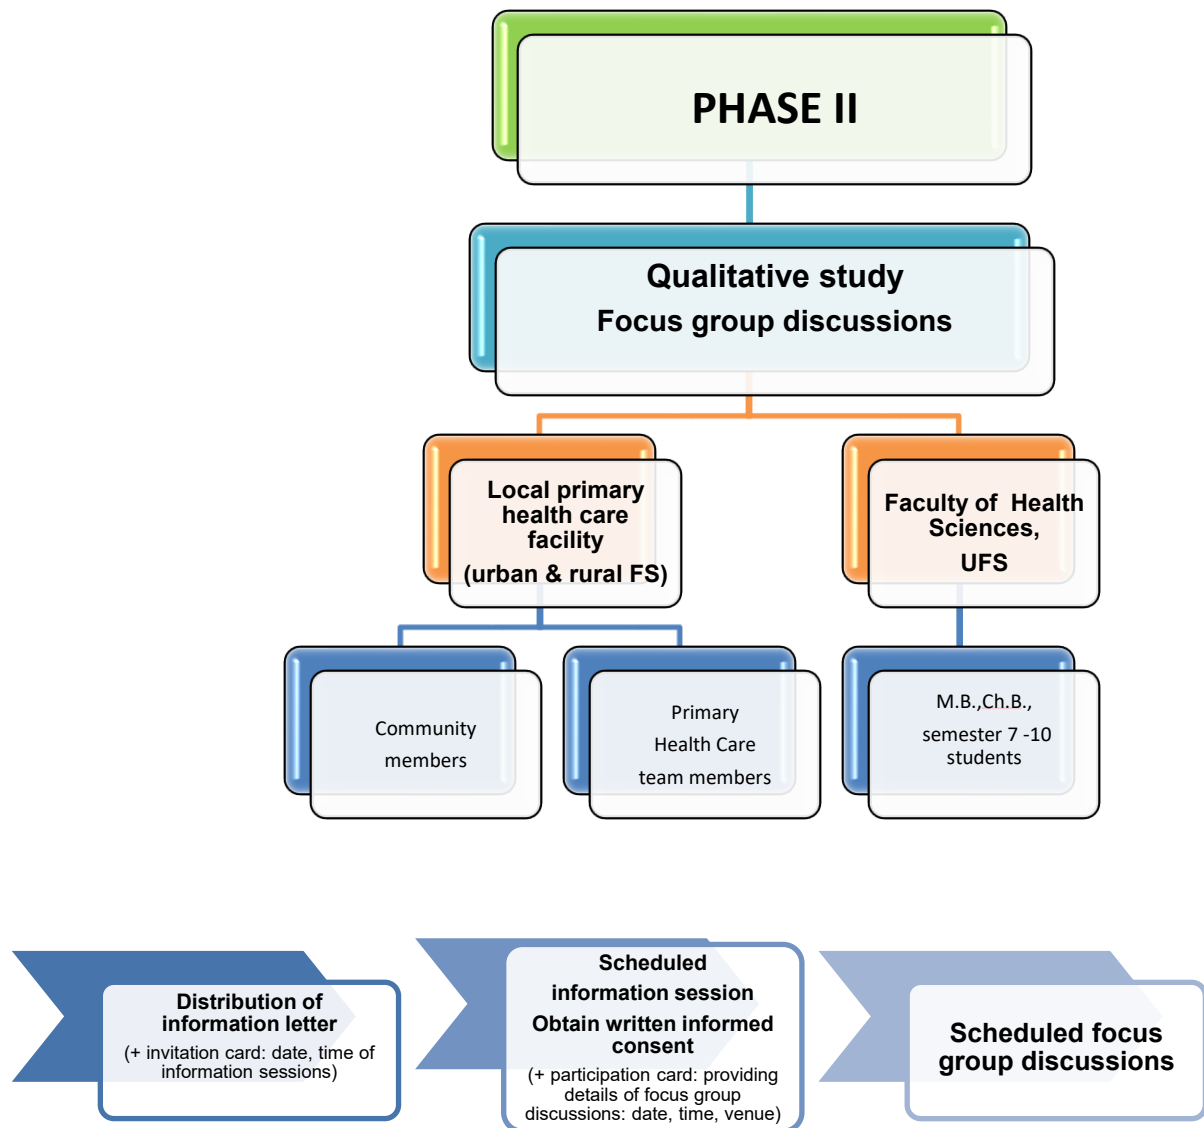 PHASE II
Qualitative study
Focus group discussions
Local primary
health care
facility
(urban & rural FS)
Faculty of Health
Sciences,
UFS
Community
members
Primary
Health Care
team members
M.B.,Ch.B.,
semester 7 -10
students
Distribution of
information letter
(+ invitation card: date, time of
information sessions)
Scheduled
information session
Obtain written informed
consent
(+ participation card: providing
details of focus group
discussions: date, time, venue)
Scheduled focus
group discussions